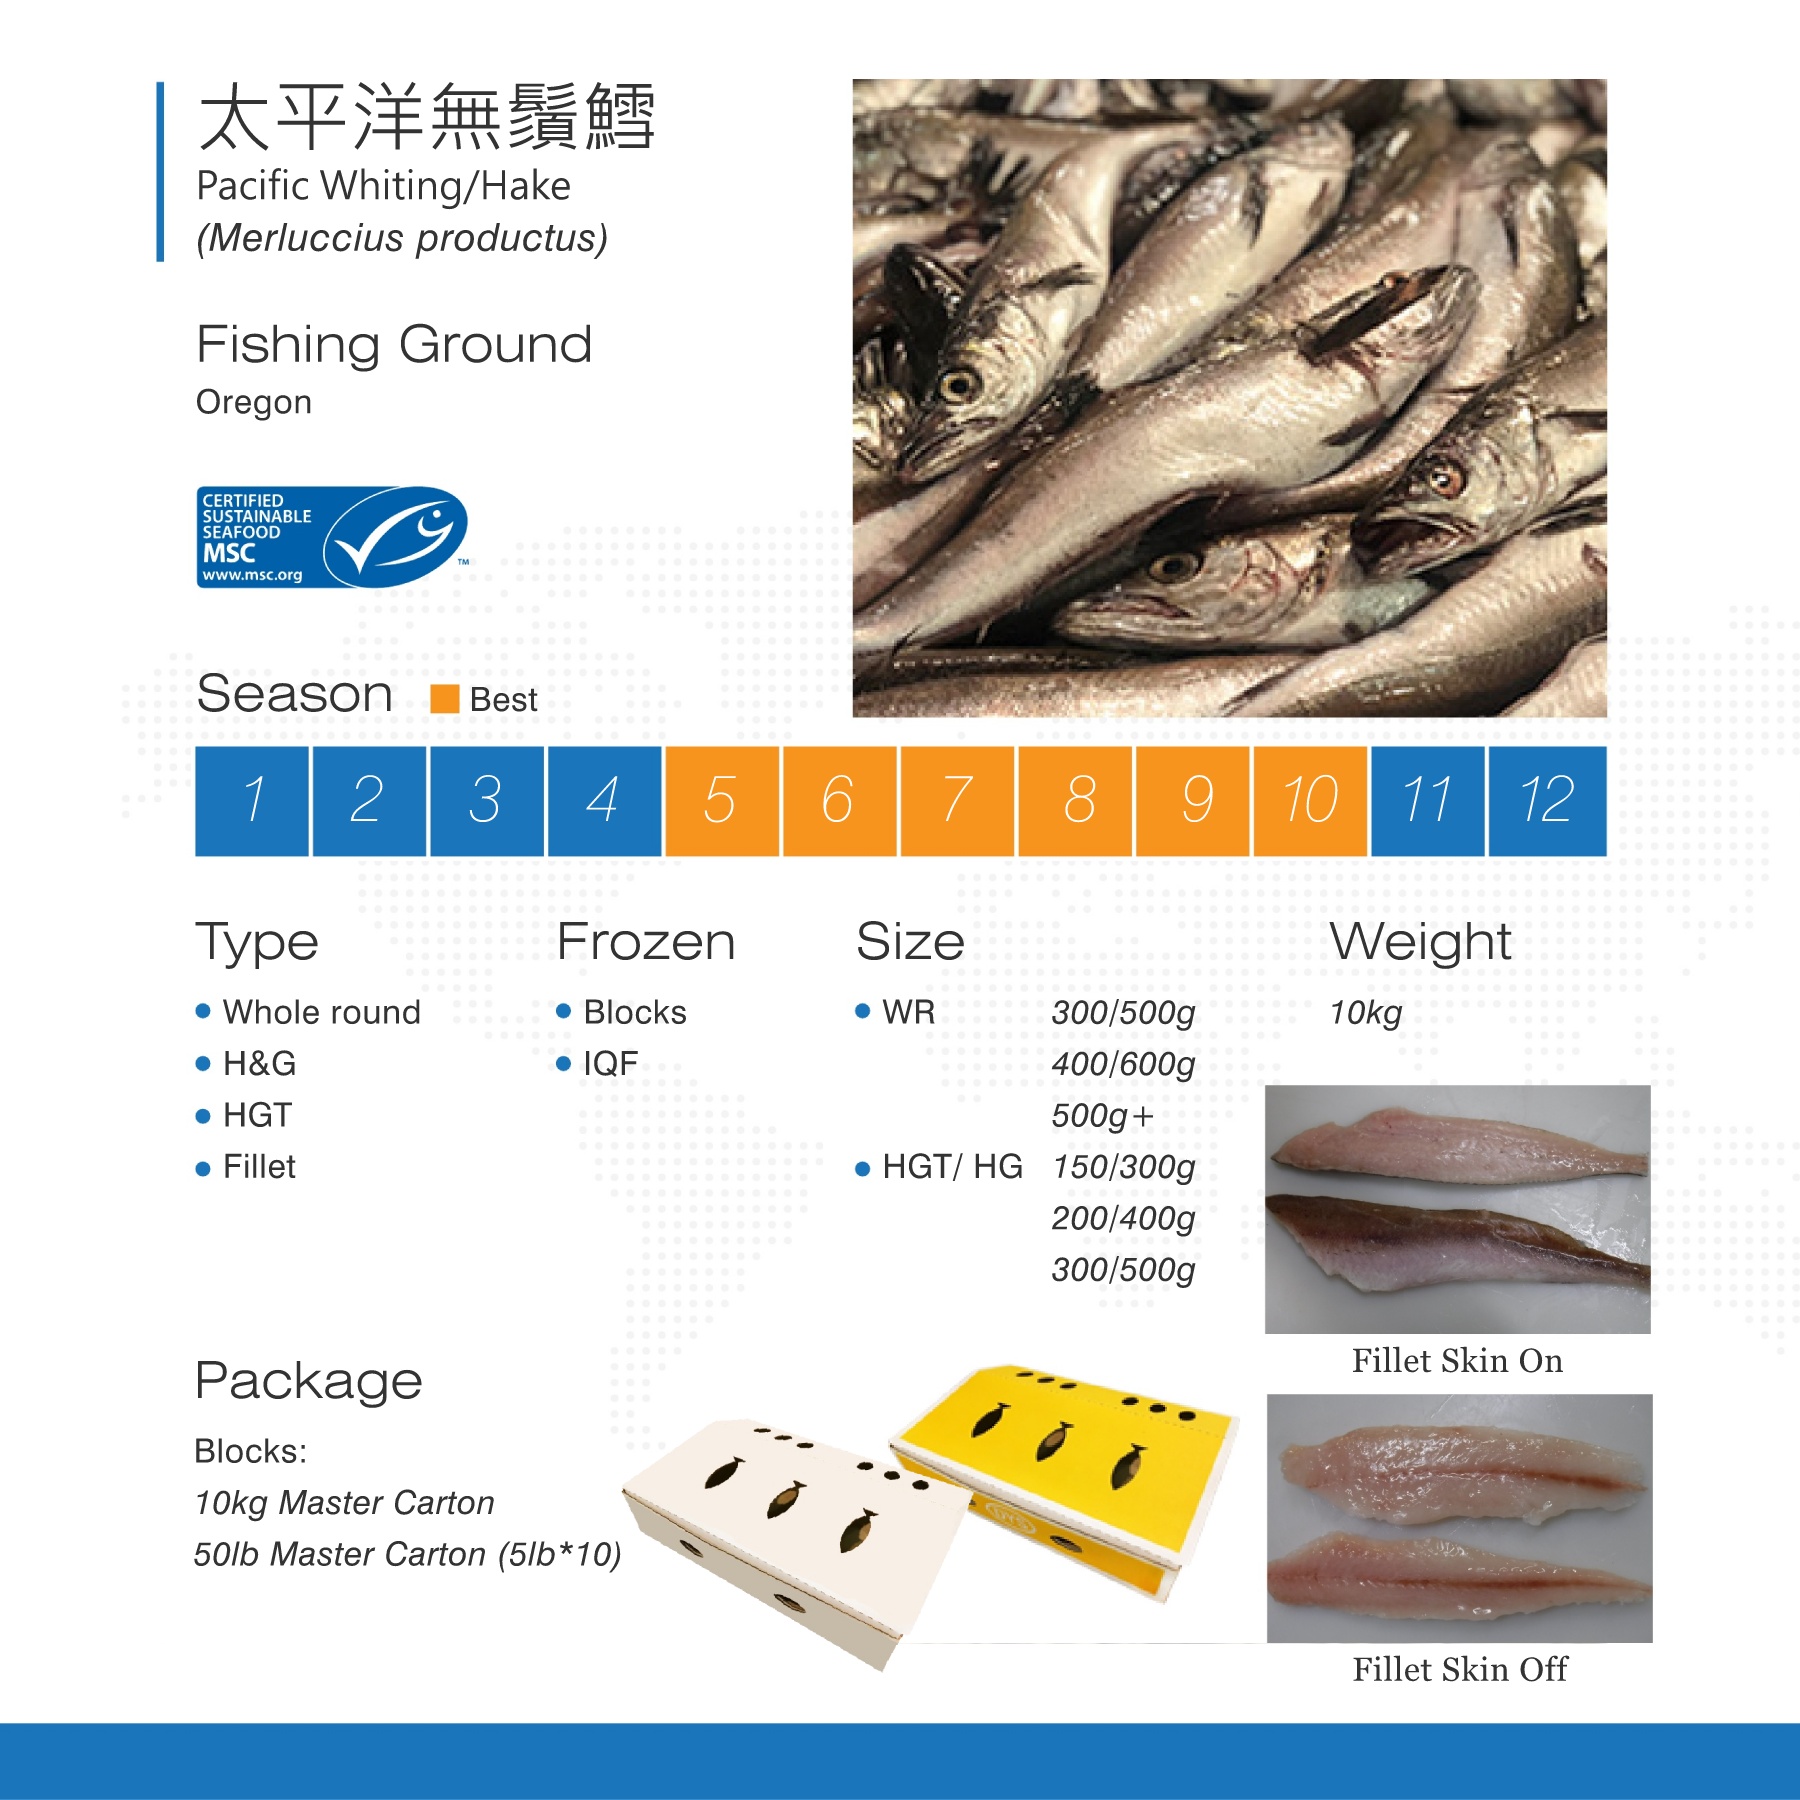 太平洋無鬚鱈
Pacific Whiting/Hake
(Merluccius productus)
Fishing Ground
Oregon
CERTIFIED
SUSTAINABLE
SEAFOOD
MSC
www.msc.org
TM
Season Best
1 2 3 4 5 6 7 8 9 10 11 12
Type
Whole round
H&G
HGT
Fillet
Frozen
Blocks
IQF
Size
WR 300/500g
400/600g
500g+
HGT/ HG 150/300g
200/400g
300/500g
Weight
10kg
Fillet Skin On
Fillet Skin Off
Package
Blocks:
10kg Master Carton
50lb Master Carton (5lb*10)